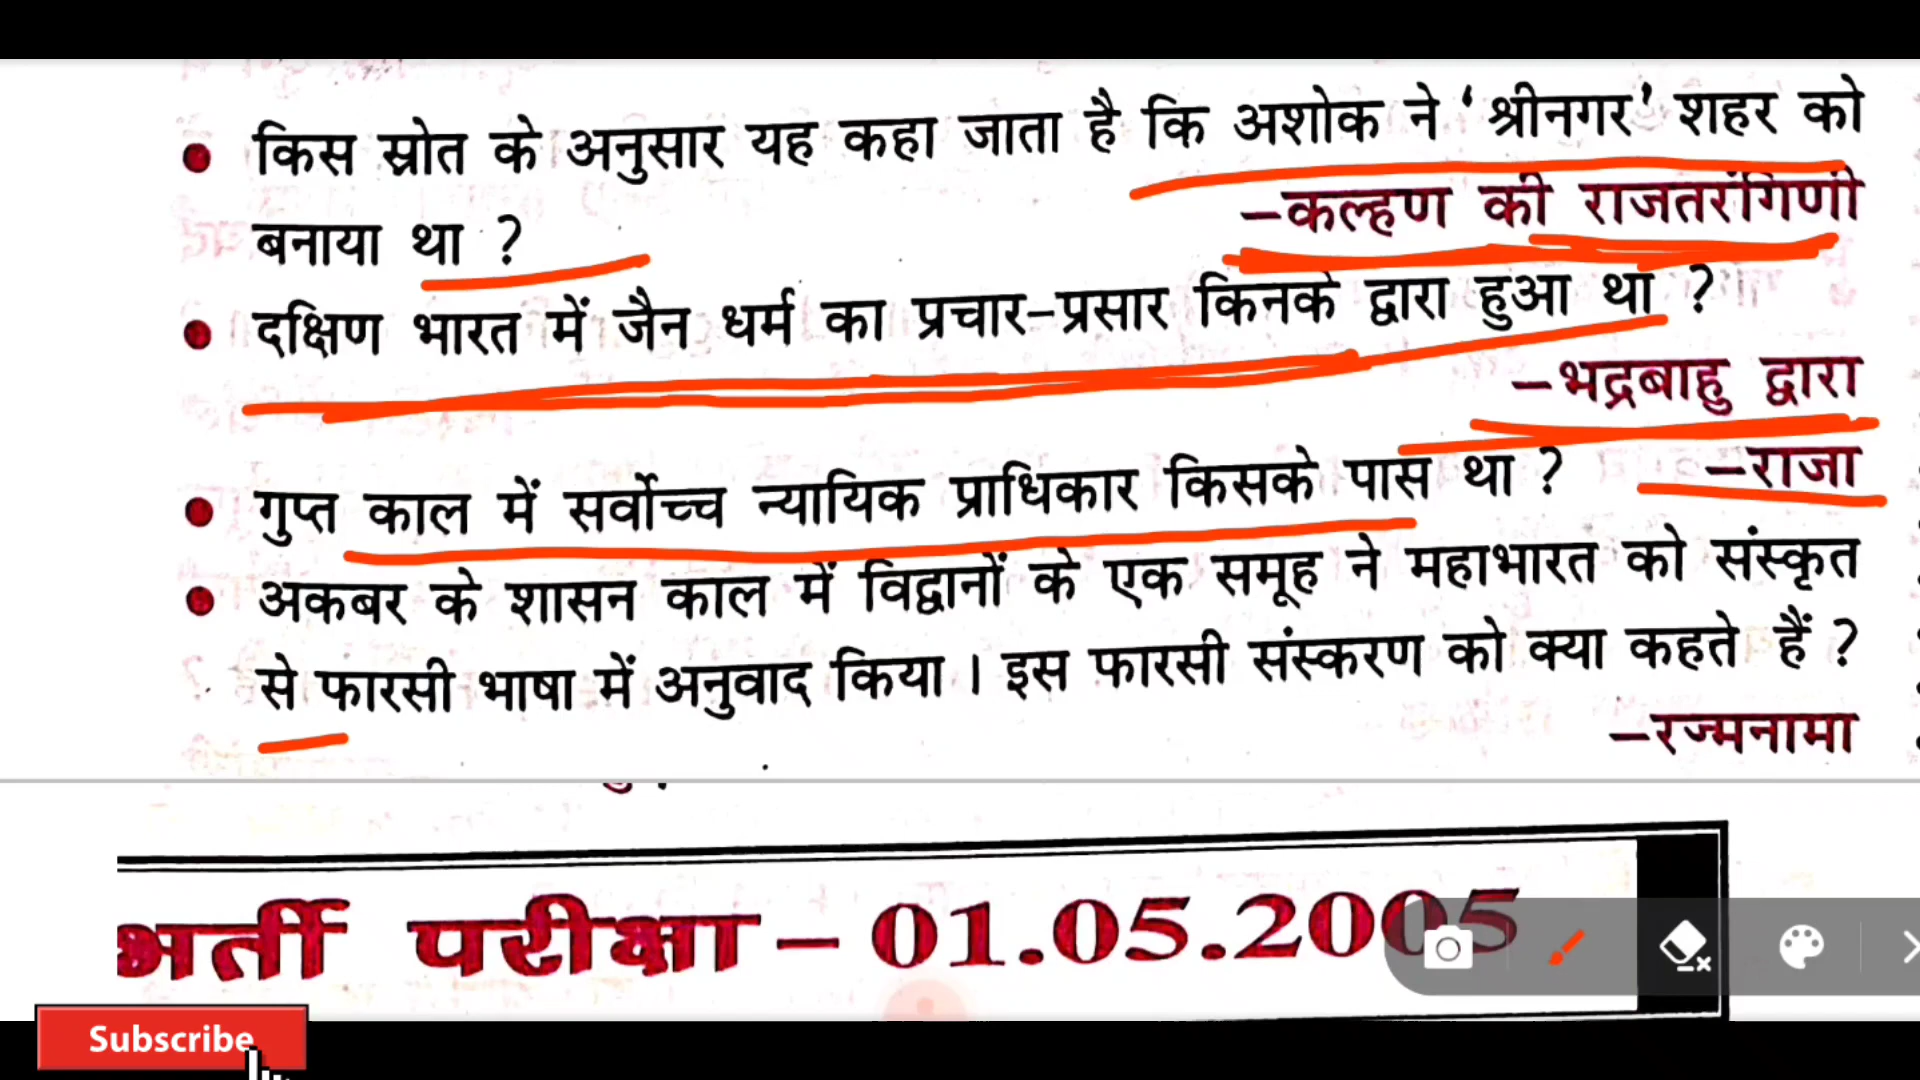 • किस स्रोत के अनुसार यह कहा जाता है कि अशोक ने ‘श्रीनगर’ शहर को
बनाया था ? –कल्हण की राजतरंगिणी
• दक्षिण भारत में जैन धर्म का प्रचार–प्रसार किनके द्वारा हुआ था ?
–भद्रबाहु द्वारा
• गुप्त काल में सर्वोच्च न्यायिक प्राधिकार किसके पास था ? –राजा
• अकबर के शासन काल में विद्वानों के एक समूह ने महाभारत को संस्कृत
से फारसी भाषा में अनुवाद किया । इस फारसी संस्करण को क्या कहते हैं ?
–रज्मनामा
भर्ती परीक्षा – 01.05.2005
Subscribe